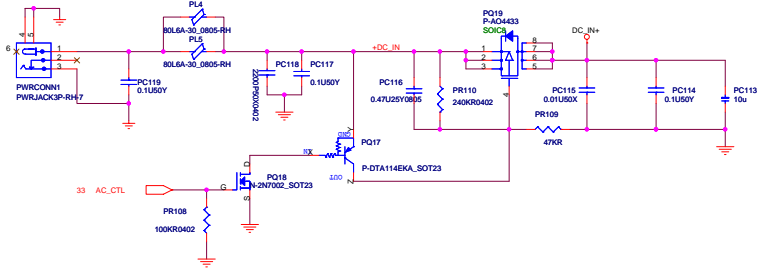 PL4
80L6A-30_0805-RH
PL5
80L6A-30_0805-RH
4
5
6
1
2
3
PWRCONN1
PWRJACK3P-RH-7
PC119
0.1U50Y
PC118
2200P50X0402
PC117
0.1U50Y
+DC_IN
PC116
0.47U25Y0805
PR110
240KR0402
PQ19
P-AO4433
SOIC8
1
2
3
8
7
6
5
4
DC_IN+
PC115
0.01U50X
PR109
47KR
PC114
0.1U50Y
PC113
10u
GND
Y
PQ17
IN
X
P-DTA114EKA_SOT23
OUT
Z
D
PQ18
N-2N7002_SOT23
G
S
33 AC_CTL
PR108
100KR0402